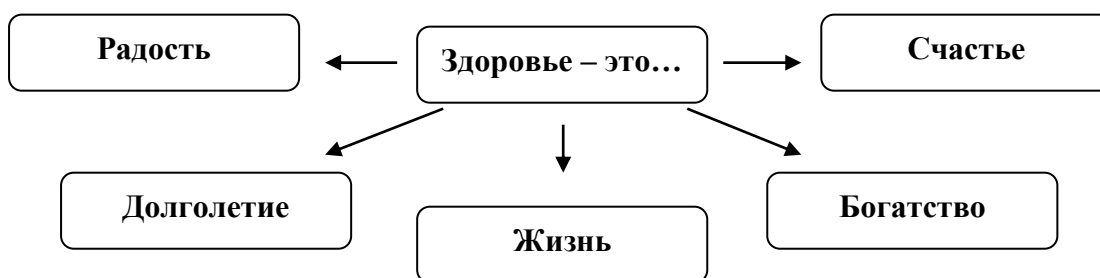 Радость
Здоровье – это…
Счастье
Долголетие
Жизнь
Богатство